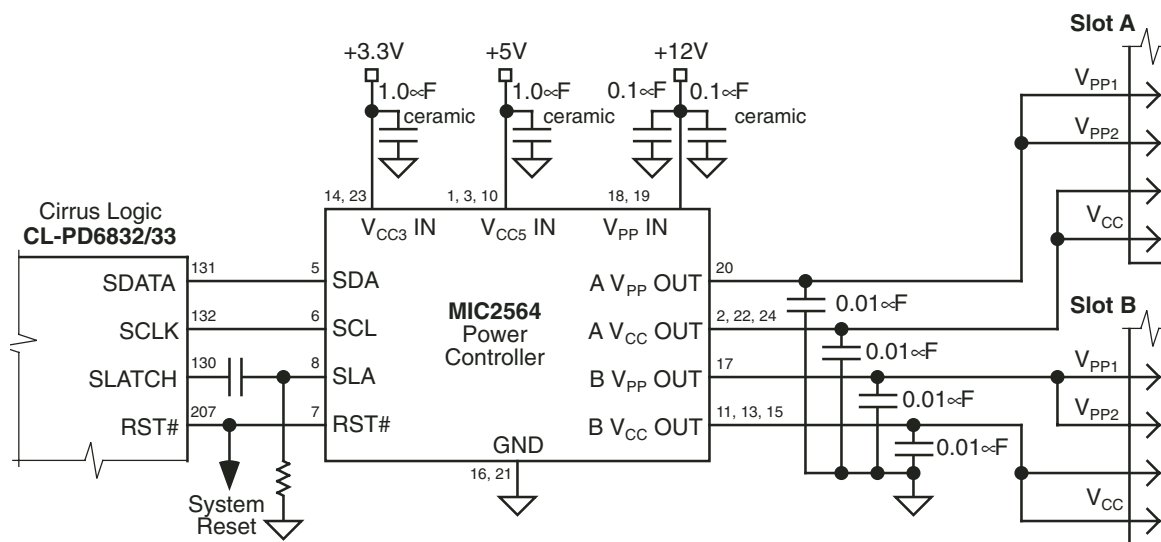 Slot A
+3.3V
+5V
+12V
1.0∝F
ceramic
1.0∝F
ceramic
0.1∝F
0.1∝F
ceramic
VPP1
VPP2
VCC
14, 23
1, 3, 10
18, 19
Cirrus Logic
CL-PD6832/33
VCC3 IN
VCC5 IN
VPP IN
SDATA
131
5
SDA
A VPP OUT
20
MIC2564
Power
Controller
SCLK
132
6
SCL
A VCC OUT
2, 22, 24
0.01∝F
Slot B
SLATCH
130
8
SLA
B VPP OUT
17
0.01∝F
VPP1
RST#
207
7
RST#
B VCC OUT
11, 13, 15
0.01∝F
VPP2
GND
16, 21
0.01∝F
VCC
System
Reset